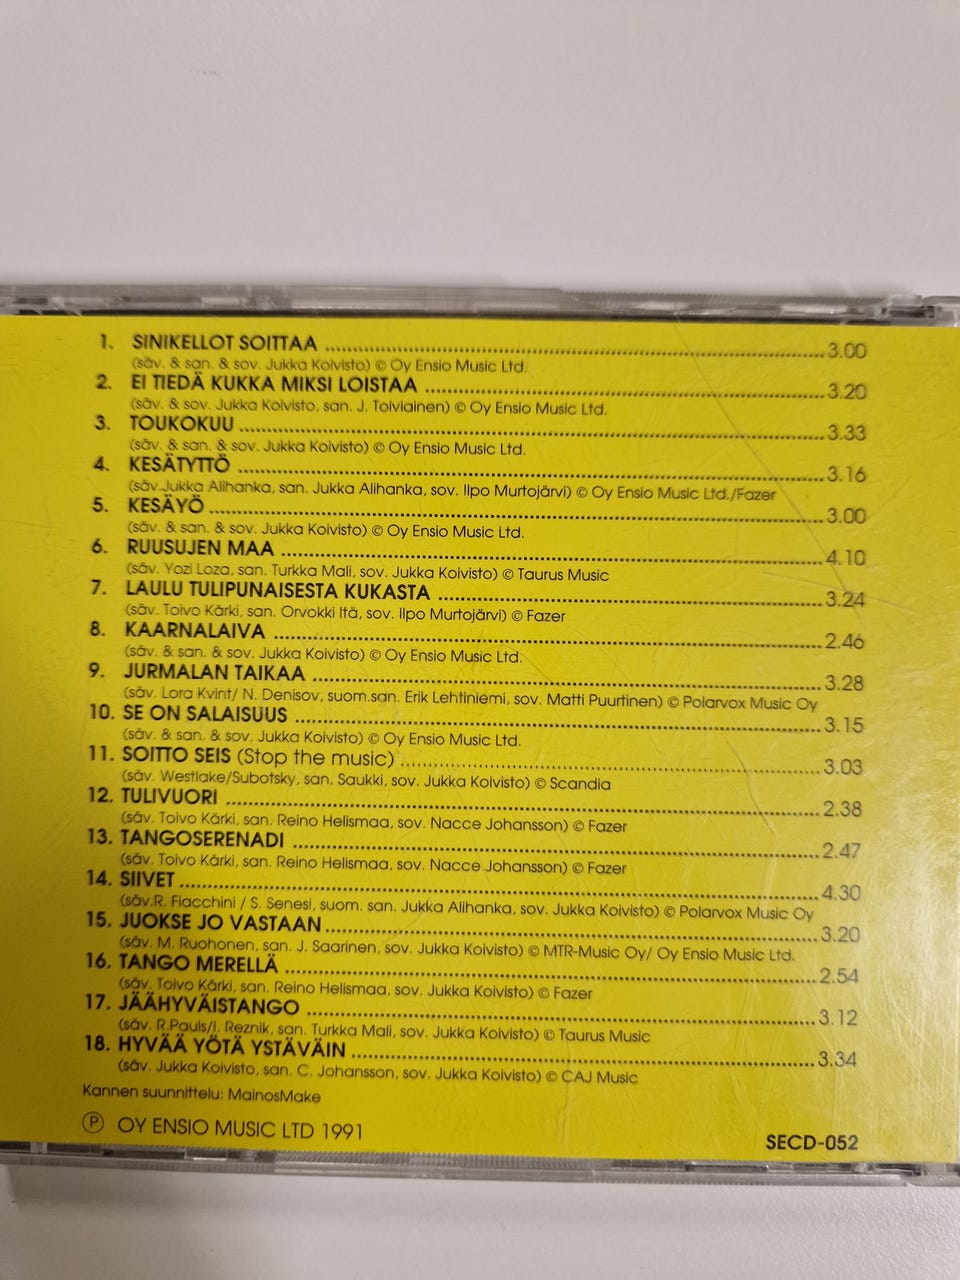 1. SINIKELLOT SOITTAA ........ 3.00
(säv. & san. & sov. Jukka Koivisto) © Oy Ensio Music Ltd.
2. EI TIEDÄ KUKKA MIKSI LOISTAA ........ 3.20
(säv. & sov. Jukka Koivisto, san. J. Toiviainen) © Oy Ensio Music Ltd.
3. TOUKOKUU ........ 3.33
(säv. & san. & sov. Jukka Koivisto) © Oy Ensio Music Ltd.
4. KESÄTYTTÖ ........ 3.16
(säv.Jukka Alihanka, san. Jukka Alihanka, sov. Ilpo Murtojärvi) © Oy Ensio Music Ltd./Fazer
5. KESÄYÖ ........ 3.00
(säv. & san. & sov. Jukka Koivisto) © Oy Ensio Music Ltd.
6. RUUSUJEN MAA ........ 4.10
(säv. Yozi Loza, san. Turkka Mali, sov. Jukka Koivisto) © Taurus Music
7. LAULU TULIPUNAISESTA KUKASTA ........ 3.24
(säv. Toivo Kärki, san. Orvokki Itä, sov. Ilpo Murtojärvi) © Fazer
8. KAARNALAIVA ........ 2.46
(säv. & san. & sov. Jukka Koivisto) © Oy Ensio Music Ltd.
9. JURMALAN TAIKAA ........ 3.28
(säv. Lora Kvint/ N. Denisov, suom.san. Erik Lehtiniemi, sov. Matti Puurtinen) © Polarvox Music Oy
10. SE ON SALAISUUS ........ 3.15
(säv. & san. & sov. Jukka Koivisto) © Oy Ensio Music Ltd.
11. SOITTO SEIS (Stop the music) ........ 3.03
(säv. Westlake/Subotsky, san. Saukki, sov. Jukka Koivisto) © Scandia
12. TULIVUORI ........ 2.38
(säv. Toivo Kärki, san. Reino Helismaa, sov. Nacce Johansson) © Fazer
13. TANGOSERENADI ........ 2.47
(säv. Toivo Kärki, san. Reino Helismaa, sov. Nacce Johansson) © Fazer
14. SIIVET ........ 4.30
(säv.R. Fiacchini / S. Senesi, suom. san. Jukka Alihanka, sov. Jukka Koivisto) © Polarvox Music Oy
15. JUOKSE JO VASTAAN ........ 3.20
(säv. M. Ruohonen, san. J. Saarinen, sov. Jukka Koivisto) © MTR-Music Oy/ Oy Ensio Music Ltd.
16. TANGO MERELLÄ ........ 2.54
(säv. Toivo Kärki, san. Reino Helismaa, sov. Jukka Koivisto) © Fazer
17. JÄÄHYVÄISTANGO ........ 3.12
(säv. R.Pauls/I. Reznik, san. Turkka Mali, sov. Jukka Koivisto) © Taurus Music
18. HYVÄÄ YÖTÄ YSTÄVÄIN ........ 3.34
(säv. Jukka Koivisto, san. C. Johansson, sov. Jukka Koivisto) © CAJ Music
Kannen suunnittelu: MainosMake
Ⓟ OY ENSIO MUSIC LTD 1991
SECD-052